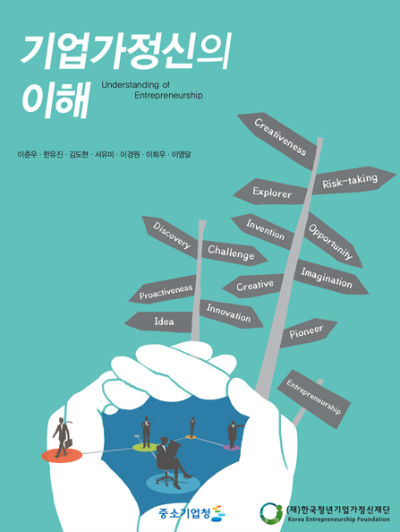 기업가정신의
이해
Understanding of
Entrepreneurship
이춘우 · 한유진 · 김도현 · 서유미 · 이경원 · 이희우 · 이영달
Creativeness
Risk-taking
Explorer
Discovery
Invention
Opportunity
Challenge
Imagination
Proactiveness
Creative
Innovation
Idea
Pioneer
Entrepreneurship
중소기업청
(재)한국청년기업가정신재단
Korea Entrepreneurship Foundation